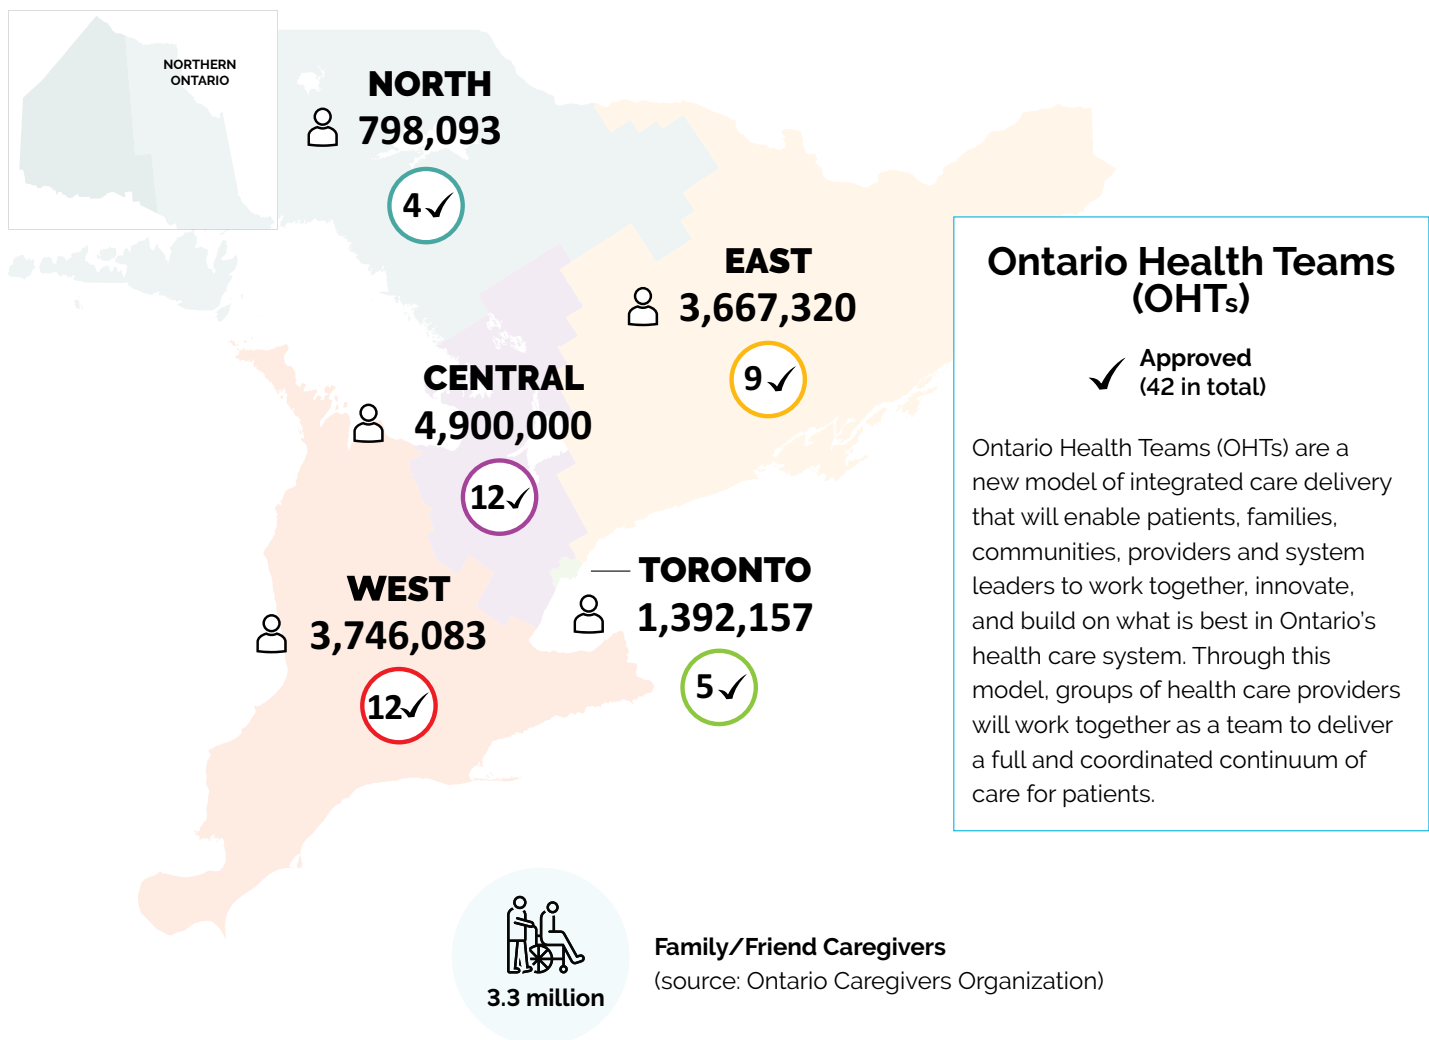 NORTHERN
ONTARIO
NORTH
798,093
4
EAST
3,667,320
9
CENTRAL
4,900,000
12
TORONTO
1,392,157
5
WEST
3,746,083
12
Ontario Health Teams
(OHTs)
Approved
(42 in total)
Ontario Health Teams (OHTs) are a
new model of integrated care delivery
that will enable patients, families,
communities, providers and system
leaders to work together, innovate,
and build on what is best in Ontario's
health care system. Through this
model, groups of health care providers
will work together as a team to deliver
a full and coordinated continuum of
care for patients.
3.3 million
Family/Friend Caregivers
(source: Ontario Caregivers Organization)